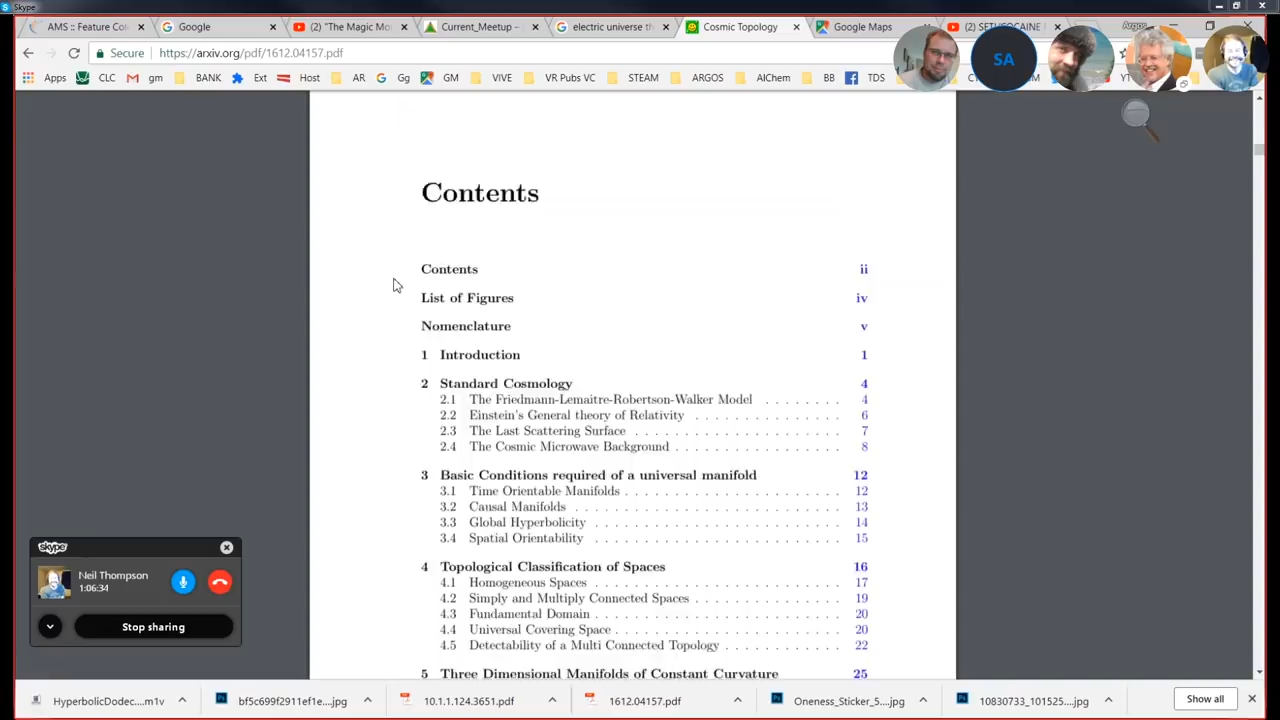 Skype
AMS :: Feature Col
Google
(2) "The Magic Mo
Current_Meetup –
electric universe th
Cosmic Topology
Google Maps
(2) SETI/COCAINE
Argos
Secure
https://arxiv.org/pdf/1612.04157.pdf
SA
Apps
CLC
gm
BANK
Ext
Host
AR
Gg
GM
VIVE
VR Pubs VC
STEAM
ARGOS
AIChem
BB
TDS
YT
Contents
Contents ii
List of Figures iv
Nomenclature v
1 Introduction 1
2 Standard Cosmology 4
2.1 The Friedmann-Lemaitre-Robertson-Walker Model . . . . . . . . 4
2.2 Einstein's General theory of Relativity . . . . . . . . . . . . . . . 6
2.3 The Last Scattering Surface . . . . . . . . . . . . . . . . . . . . 7
2.4 The Cosmic Microwave Background . . . . . . . . . . . . . . . . . 8
3 Basic Conditions required of a universal manifold 12
3.1 Time Orientable Manifolds . . . . . . . . . . . . . . . . . . . . . 12
3.2 Causal Manifolds . . . . . . . . . . . . . . . . . . . . . . . . . 13
3.3 Global Hyperbolicity . . . . . . . . . . . . . . . . . . . . . . . . 14
3.4 Spatial Orientability . . . . . . . . . . . . . . . . . . . . . . . . 15
4 Topological Classification of Spaces 16
4.1 Homogeneous Spaces . . . . . . . . . . . . . . . . . . . . . . . . 17
4.2 Simply and Multiply Connected Spaces . . . . . . . . . . . . . . . 19
4.3 Fundamental Domain . . . . . . . . . . . . . . . . . . . . . . . . 20
4.4 Universal Covering Space . . . . . . . . . . . . . . . . . . . . . . 20
4.5 Detectability of a Multi Connected Topology . . . . . . . . . . . . 22
5 Three Dimensional Manifolds of Constant Curvature 25
skype
Neil Thompson
1:06:34
Stop sharing
HyperbolicDodec....m1v
bf5c699f2911ef1e....jpg
10.1.1.124.3651.pdf
1612.04157.pdf
Oneness_Sticker_5....jpg
10830733_101525....jpg
Show all